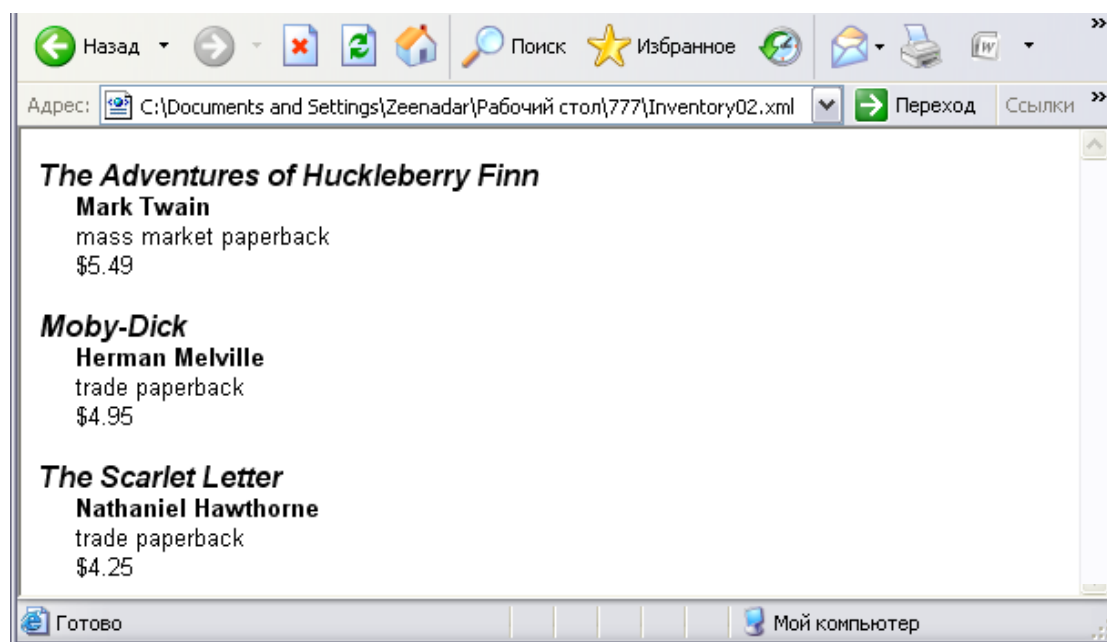 Назад Поиск Избранное
Адрес: C:\Documents and Settings\Zeenadar\Рабочий стол\777\Inventory02.xml Переход Ссылки
The Adventures of Huckleberry Finn
Mark Twain
mass market paperback
$5.49
Moby-Dick
Herman Melville
trade paperback
$4.95
The Scarlet Letter
Nathaniel Hawthorne
trade paperback
$4.25
Готово Мой компьютер